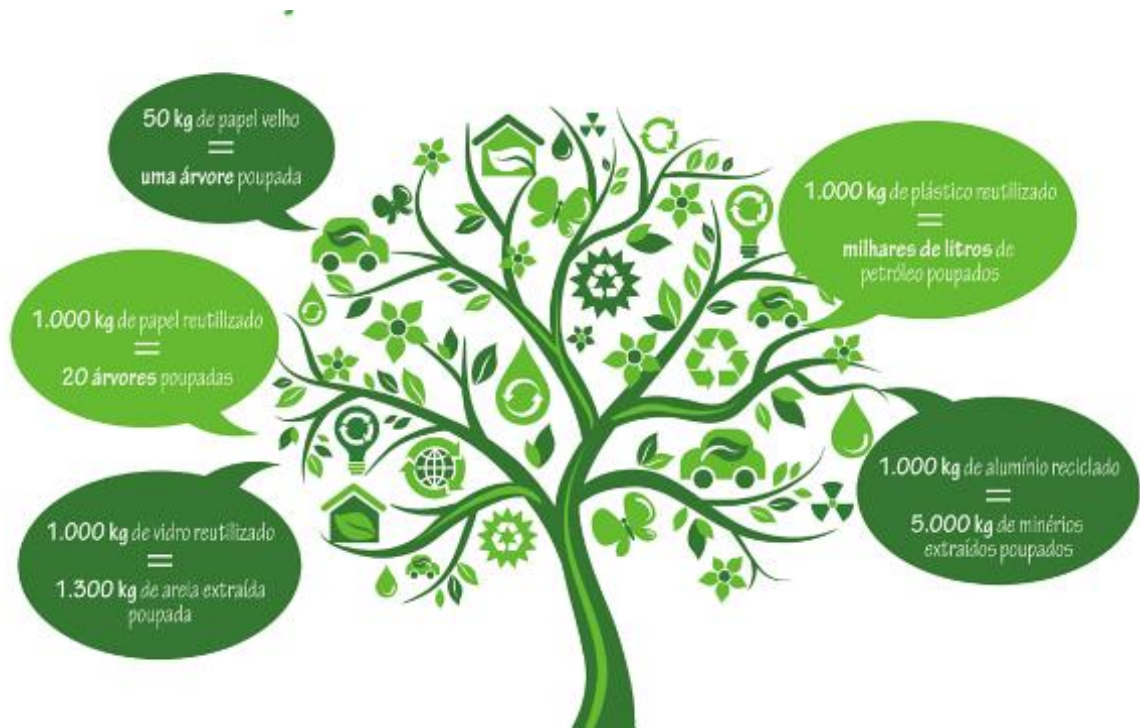 50 kg de papel velho
=
uma árvore poupada
1.000 kg de papel reutilizado
=
20 árvores poupadas
1.000 kg de vidro reutilizado
=
1.300 kg de areia extraída
poupada
1.000 kg de plástico reutilizado
=
milhares de litros de
petróleo poupados
1.000 kg de alumínio reciclado
=
5.000 kg de minérios
extraídos poupados